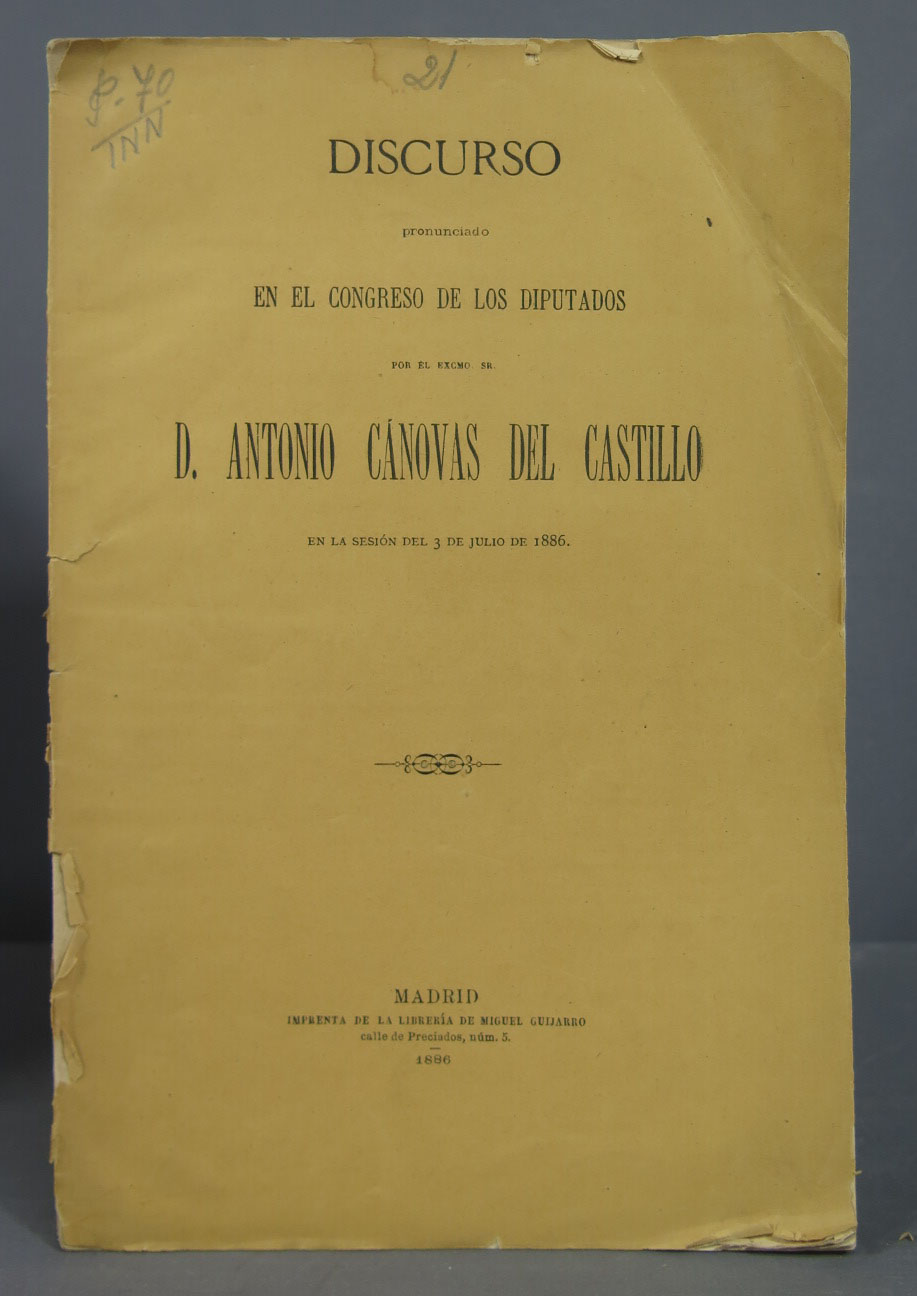 P. 70
INN
21
DISCURSO
pronunciado
EN EL CONGRESO DE LOS DIPUTADOS
POR EL EXCMO. SR.
D. ANTONIO CÁNOVAS DEL CASTILLO
EN LA SESIÓN DEL 3 DE JULIO DE 1886.
MADRID
IMPRENTA DE LA LIBRERÍA DE MIGUEL GUIJARRO
calle de Preciados, núm. 5.
1886